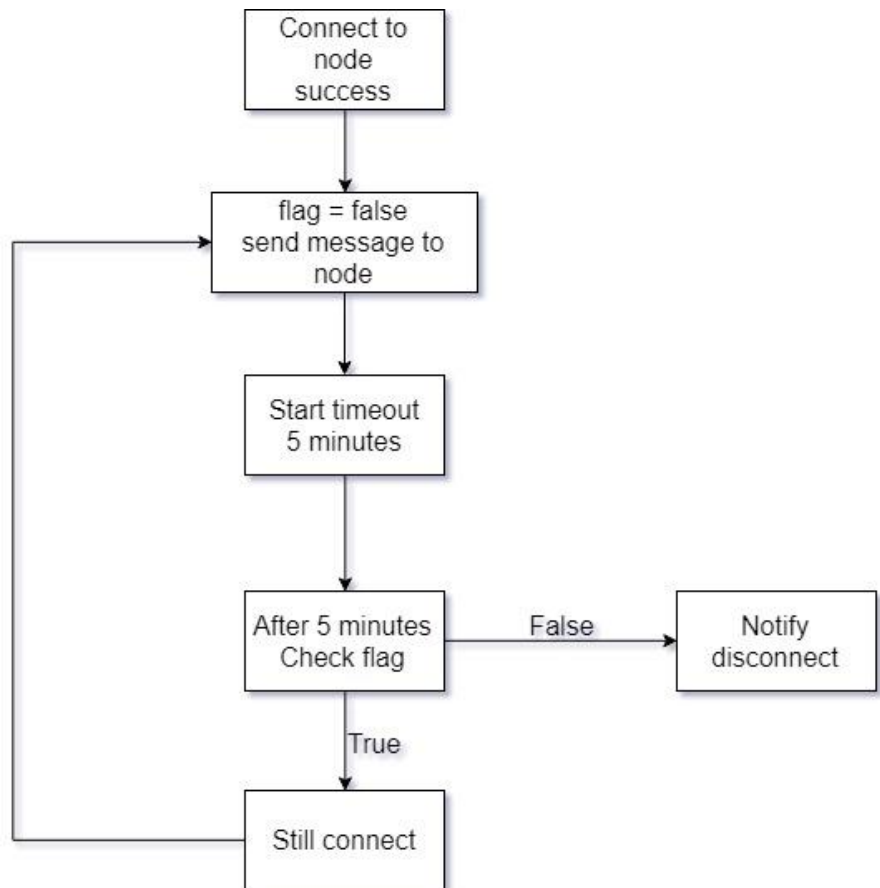 Connect to
node
success
flag = false
send message to
node
Start timeout
5 minutes
After 5 minutes
Check flag
False
Notify
disconnect
True
Still connect